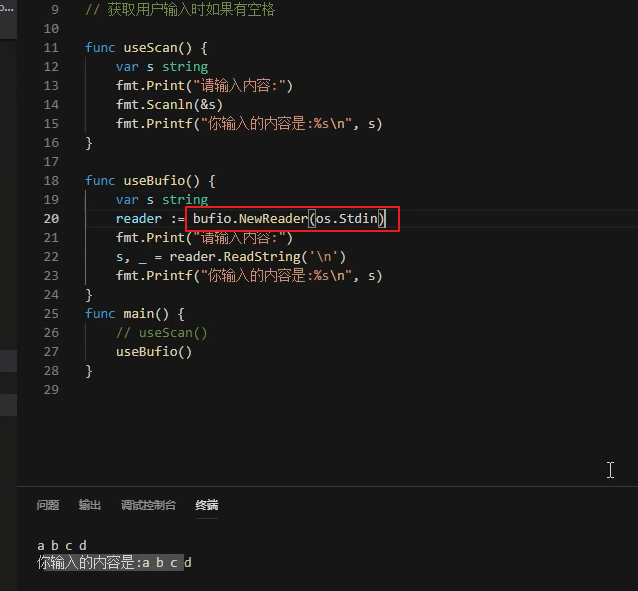 o...
9 // 获取用户输入时如果有空格
10
11 func useScan() {
12 var s string
13 fmt.Print("请输入内容:")
14 fmt.Scanln(&s)
15 fmt.Printf("你输入的内容是:%s\n", s)
16 }
17
18 func useBufio() {
19 var s string
20 reader := bufio.NewReader(os.Stdin)
21 fmt.Print("请输入内容:")
22 s, _ = reader.ReadString('\n')
23 fmt.Printf("你输入的内容是:%s\n", s)
24 }
25 func main() {
26 // useScan()
27 useBufio()
28 }
29
问题 输出 调试控制台 终端
a b c d
你输入的内容是:a b c d